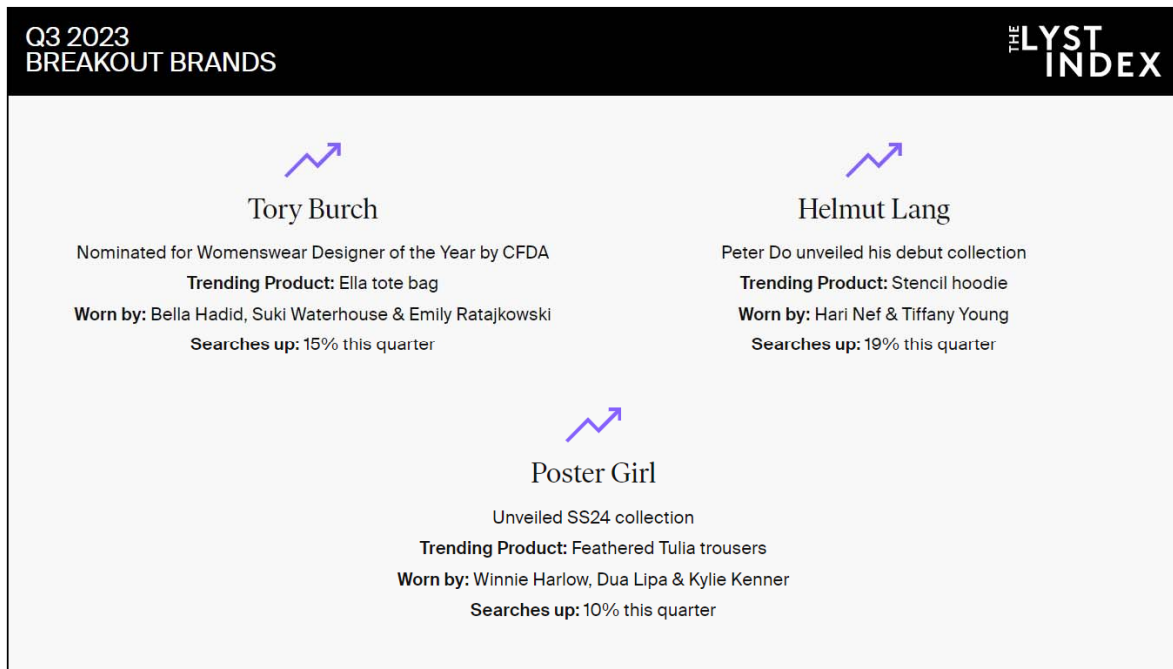 Q3 2023
BREAKOUT BRANDS
THE LYST
INDEX
Tory Burch
Nominated for Womenswear Designer of the Year by CFDA
Trending Product: Ella tote bag
Worn by: Bella Hadid, Suki Waterhouse & Emily Ratajkowski
Searches up: 15% this quarter
Helmut Lang
Peter Do unveiled his debut collection
Trending Product: Stencil hoodie
Worn by: Hari Nef & Tiffany Young
Searches up: 19% this quarter
Poster Girl
Unveiled SS24 collection
Trending Product: Feathered Tulia trousers
Worn by: Winnie Harlow, Dua Lipa & Kylie Kenner
Searches up: 10% this quarter